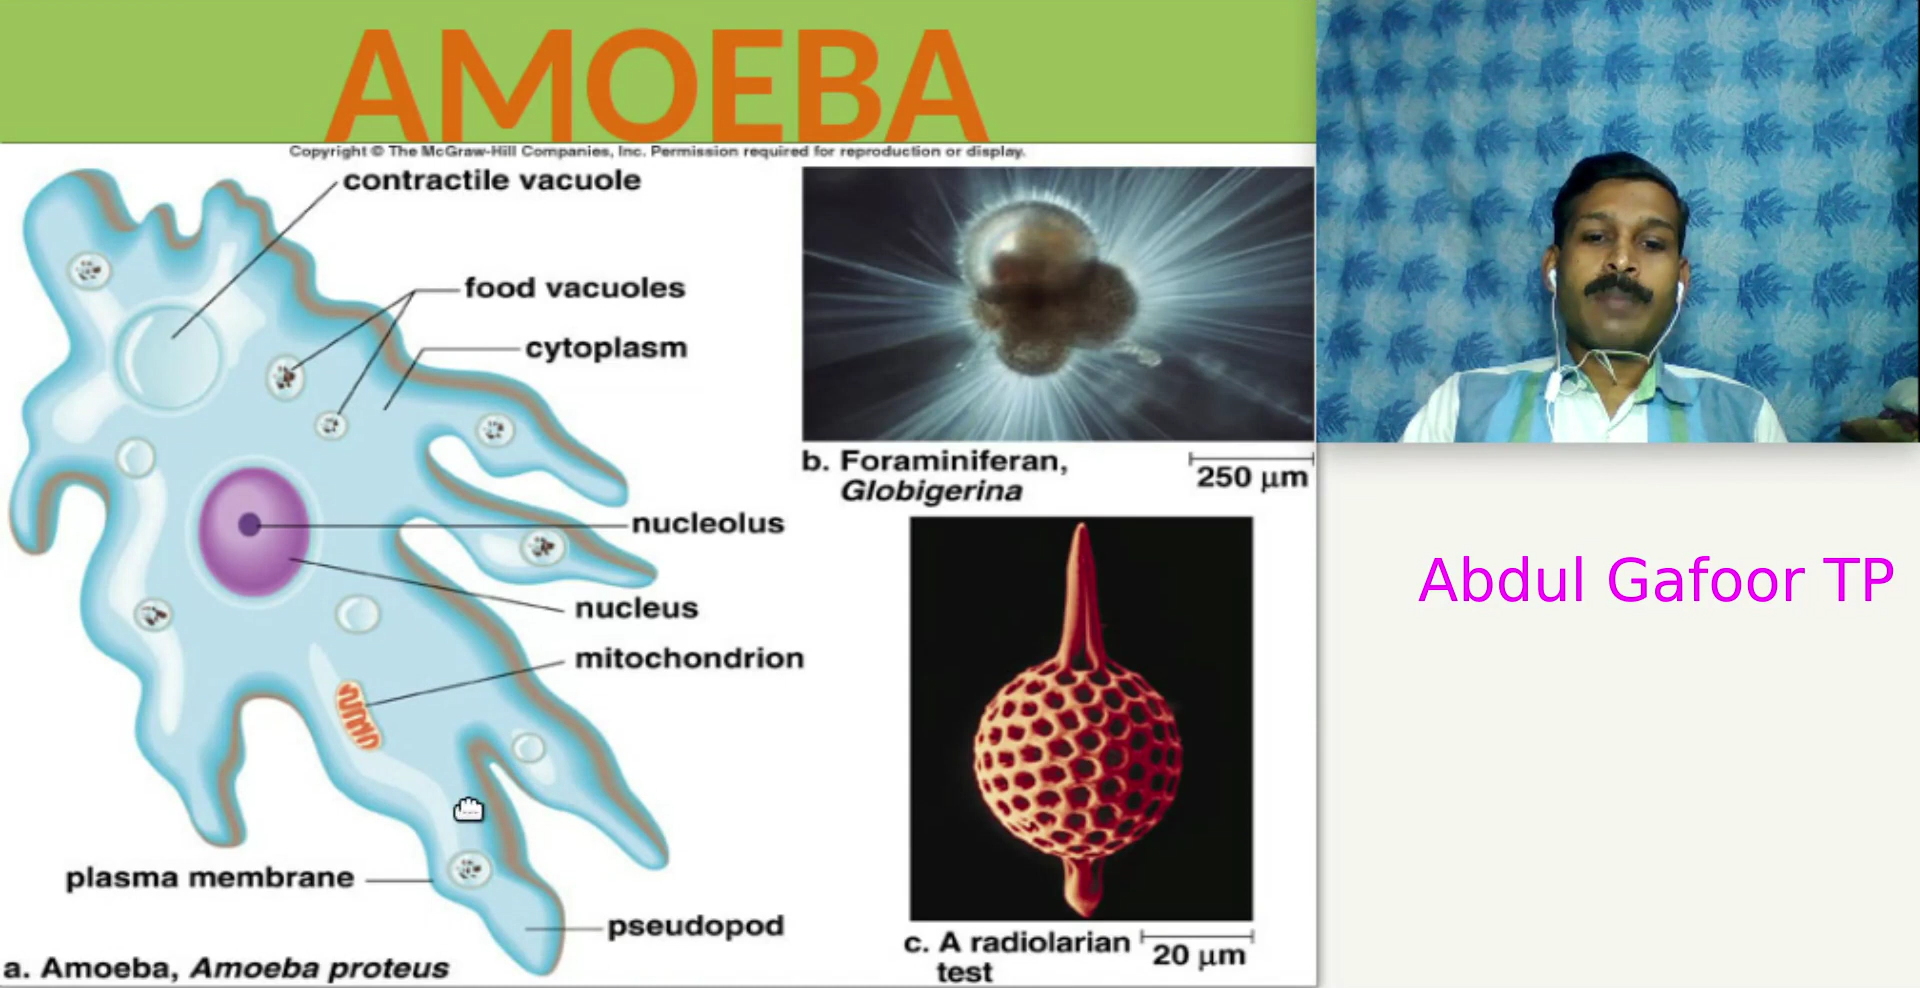 AMOEBA
Copyright © The McGraw-Hill Companies, Inc. Permission required for reproduction or display.
contractile vacuole
food vacuoles
cytoplasm
nucleolus
nucleus
mitochondrion
plasma membrane
pseudopod
a. Amoeba, Amoeba proteus
b. Foraminiferan,
Globigerina
250 μm
c. A radiolarian
test
20 μm
Abdul Gafoor TP